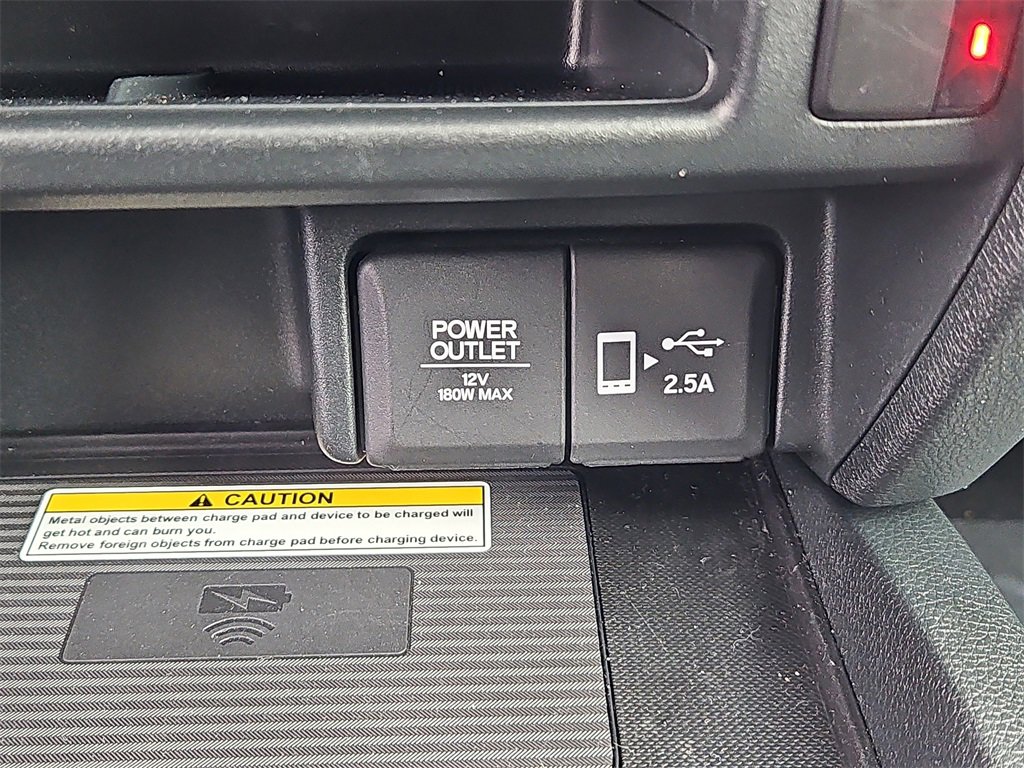 POWER
OUTLET
12V
180W MAX
2.5A
CAUTION
Metal objects between charge pad and device to be charged will
get hot and can burn you.
Remove foreign objects from charge pad before charging device.